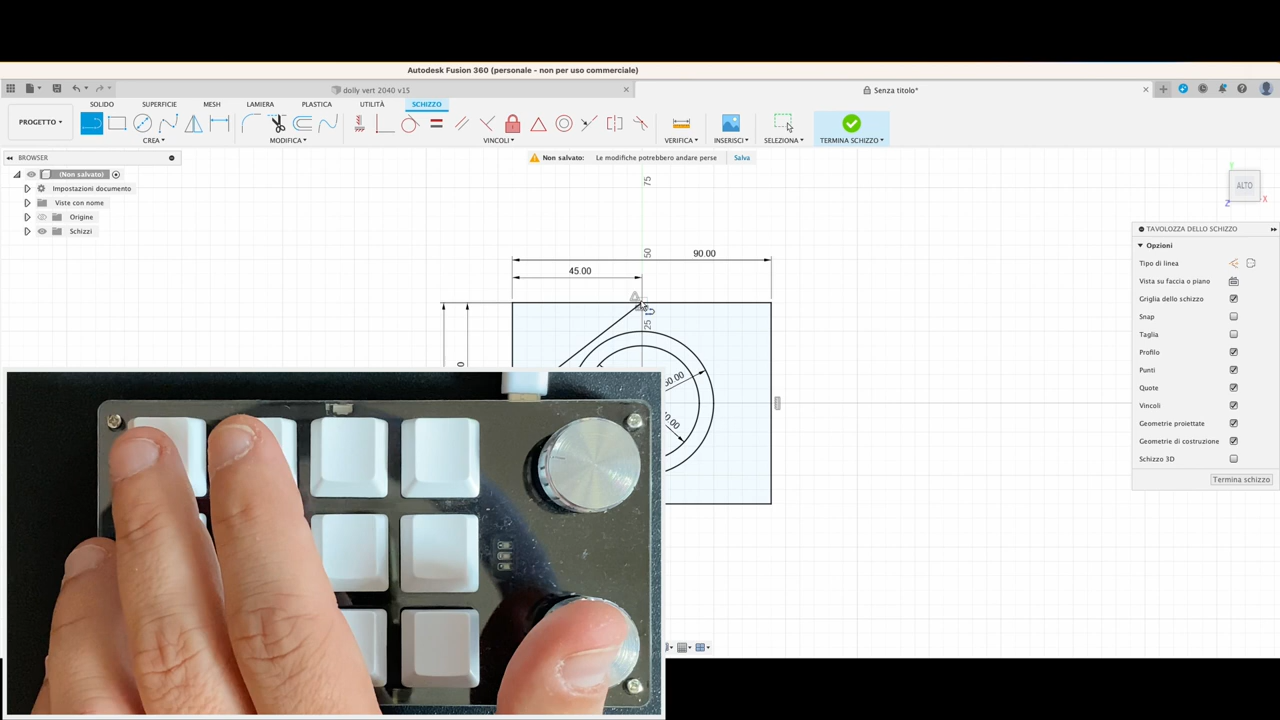 Autodesk Fusion 360 (personale - non per uso commerciale)
dolly vert 2040 v15
Senza titolo*
SOLIDO
SUPERFICIE
MESH
LAMIERA
PLASTICA
UTILITÀ
SCHIZZO
PROGETTO
CREA
MODIFICA
VINCOLI
VERIFICA
INSERISCI
SELEZIONA
TERMINA SCHIZZO
BROWSER
Non salvato:
Le modifiche potrebbero andare perse
Salva
(Non salvato)
Impostazioni documento
Viste con nome
Origine
Schizzi
75
50
25
90.00
45.00
Y
ALTO
X
Z
TAVOLOZZA DELLO SCHIZZO
Opzioni
Tipo di linea
Vista su faccia o piano
Griglia dello schizzo
Snap
Taglia
Profilo
Punti
Quote
Vincoli
Geometrie proiettate
Geometrie di costruzione
Schizzo 3D
Termina schizzo